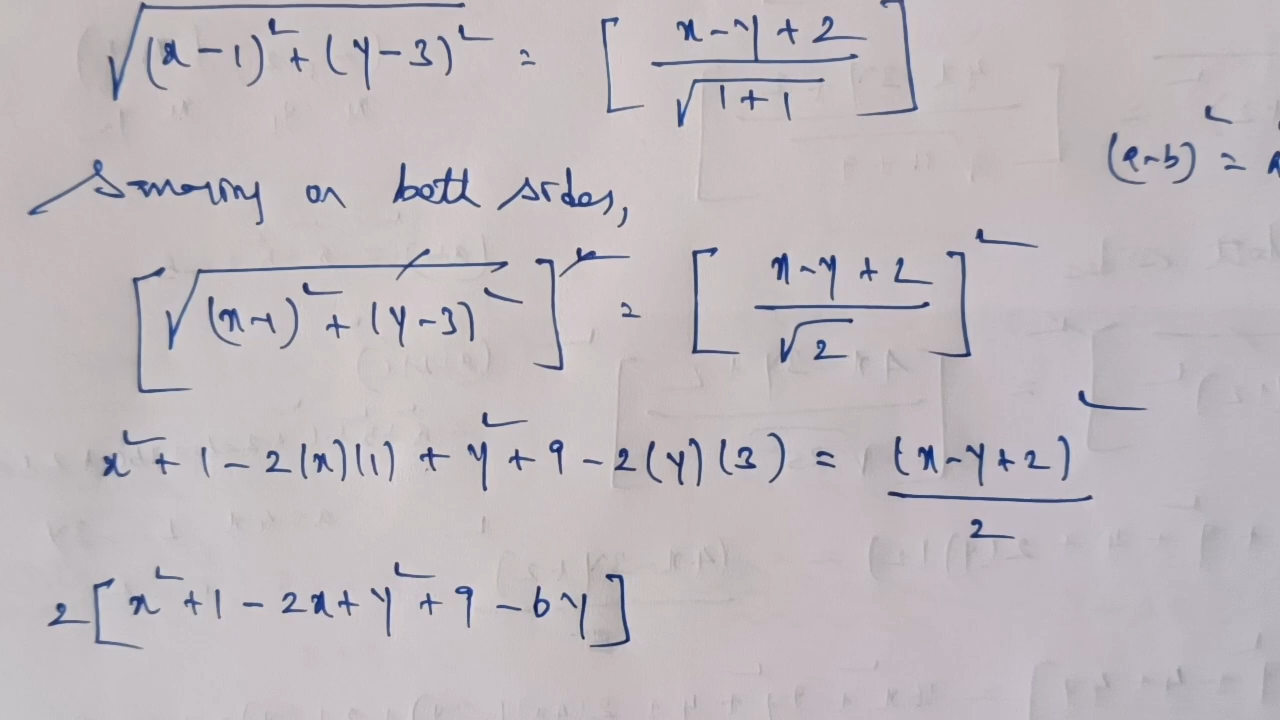 √(x-1)² + (y-3)² = [x-y+2 / √1+1]
(a-b)² =
Squaring on both sides,
[√(x-1)² + (y-3)²]² = [x-y+2 / √2]²
x² + 1 - 2(x)(1) + y² + 9 - 2(y)(3) = (x-y+2)² / 2
2[x² + 1 - 2x + y² + 9 - 6y]